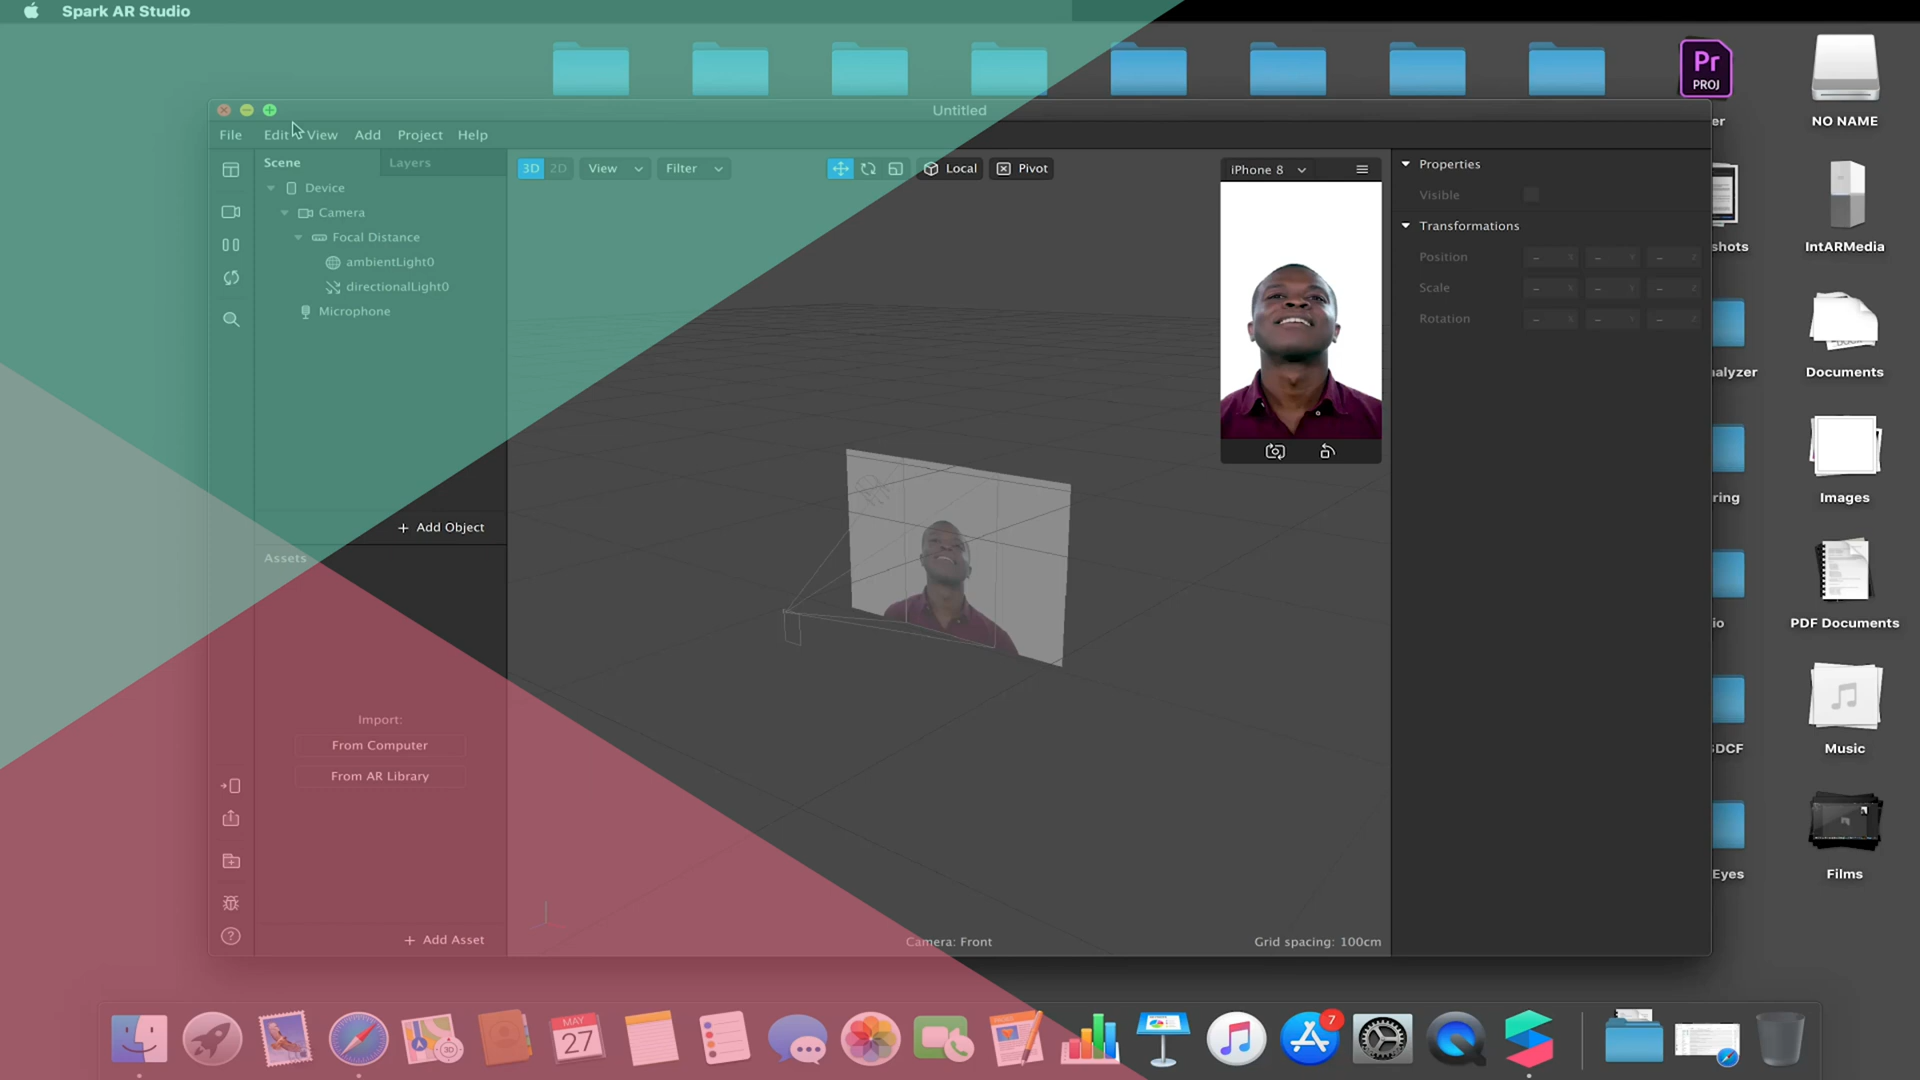 Spark AR Studio
Pr
PROJ
er
NO NAME
Untitled
File Edit View Add Project Help
Scene Layers
3D 2D View Filter Local Pivot
iPhone 8
Properties
Visible
Transformations
Position – X – Y – Z
Scale – X – Y – Z
Rotation – X – Y – Z
Device
Camera
Focal Distance
ambientLight0
directionalLight0
Microphone
shots
IntARMedia
alyzer
Documents
ring
Images
+ Add Object
Assets
io
PDF Documents
Import:
From Computer
From AR Library
DCF
Music
Eyes
Films
+ Add Asset
Camera: Front
Grid spacing: 100cm
MAY
27
3D
PAGES
7